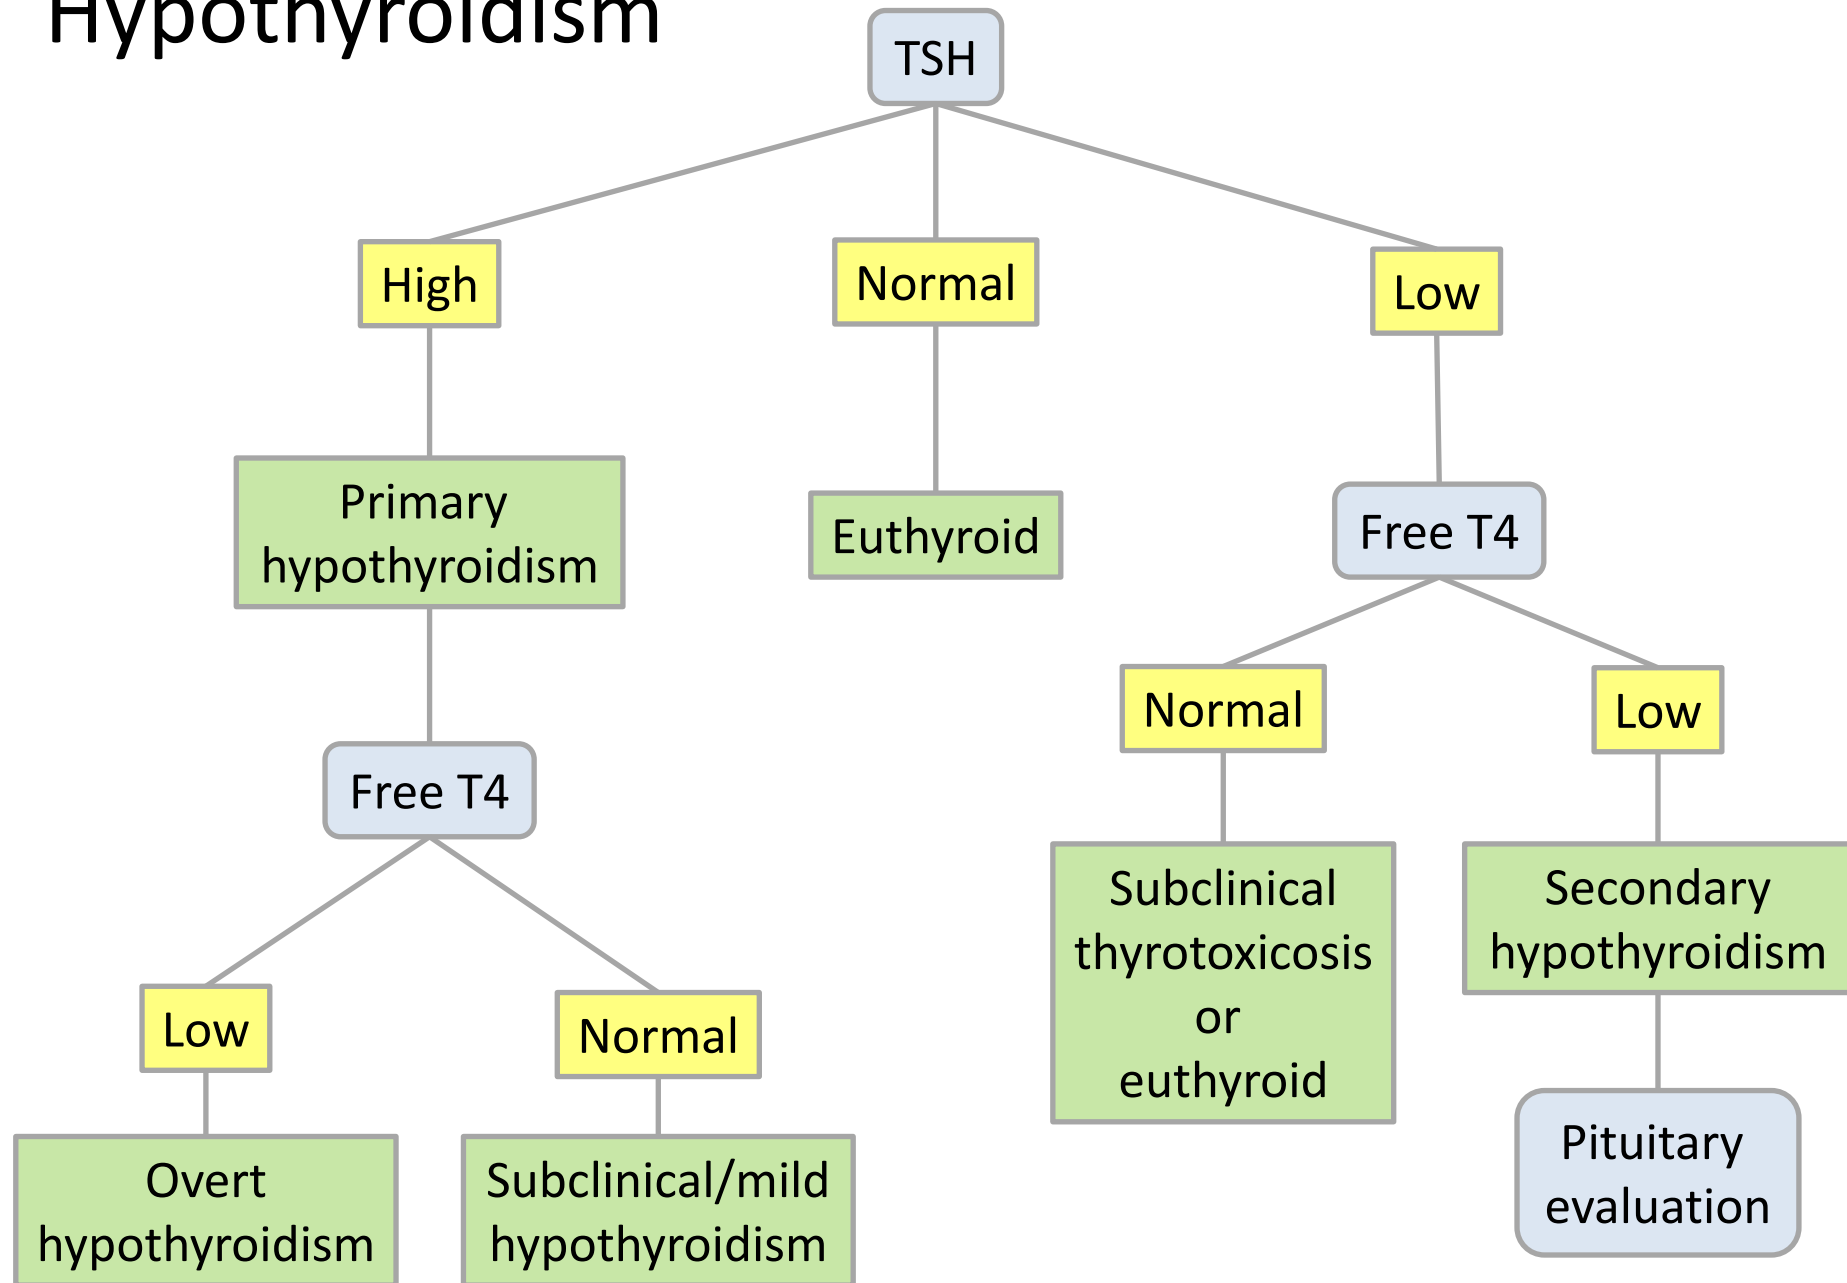 Hypothyroidism
TSH
High
Normal
Low
Primary
hypothyroidism
Euthyroid
Free T4
Normal
Low
Free T4
Subclinical
thyrotoxicosis
or
euthyroid
Secondary
hypothyroidism
Low
Normal
Pituitary
evaluation
Overt
hypothyroidism
Subclinical/mild
hypothyroidism